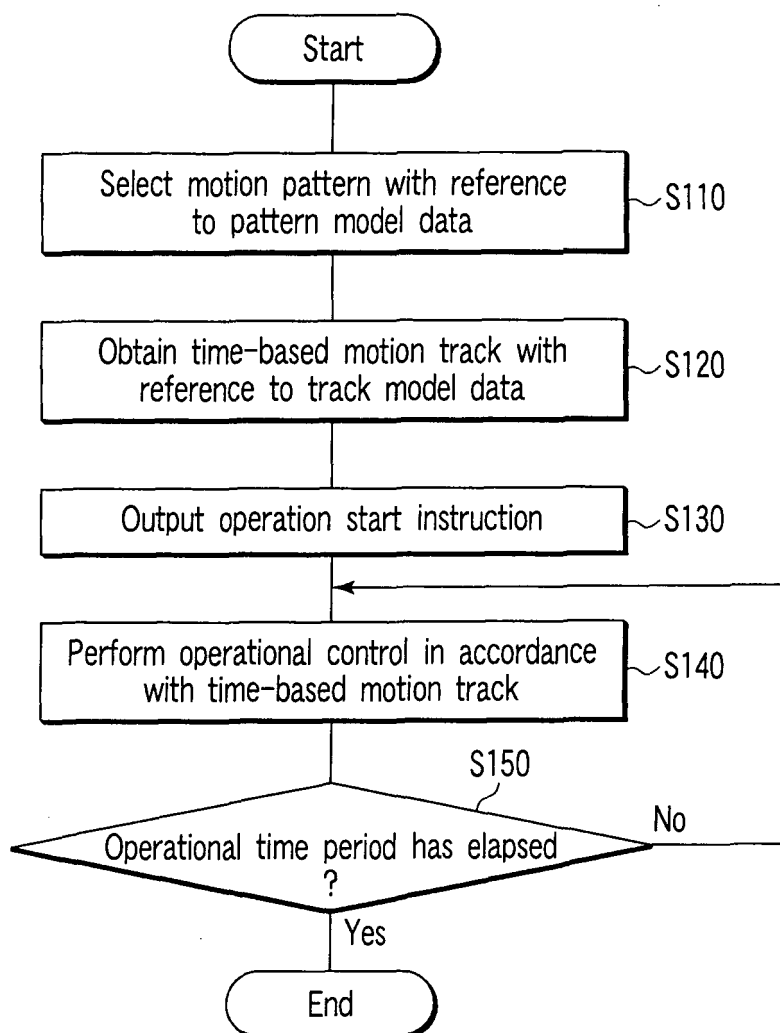 Start
Select motion pattern with reference
to pattern model data
S110
Obtain time-based motion track with
reference to track model data
S120
Output operation start instruction
S130
Perform operational control in accordance
with time-based motion track
S140
S150
Operational time period has elapsed
?
No
Yes
End